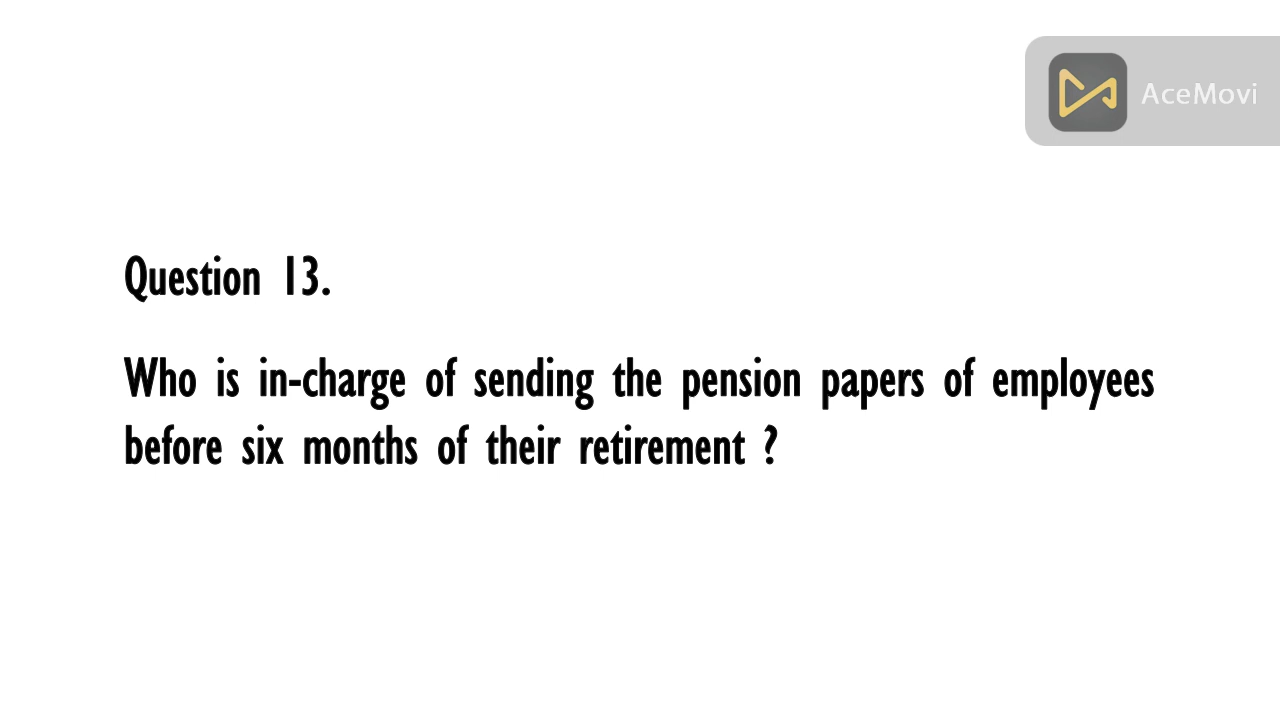 AceMovi
Question 13.
Who is in-charge of sending the pension papers of employees
before six months of their retirement ?